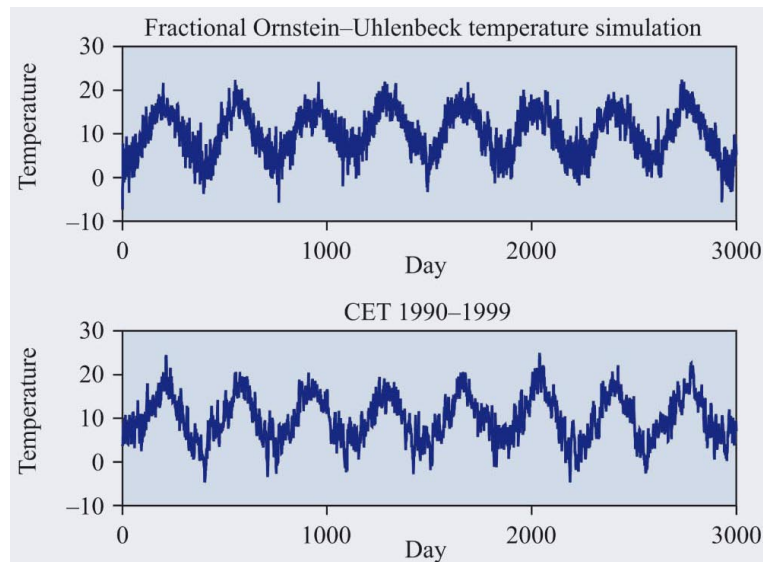 Fractional Ornstein–Uhlenbeck temperature simulation
30
20
10
0
–10
Temperature
0 1000 2000 3000
Day
CET 1990–1999
30
20
10
0
–10
Temperature
0 1000 2000 3000
Day